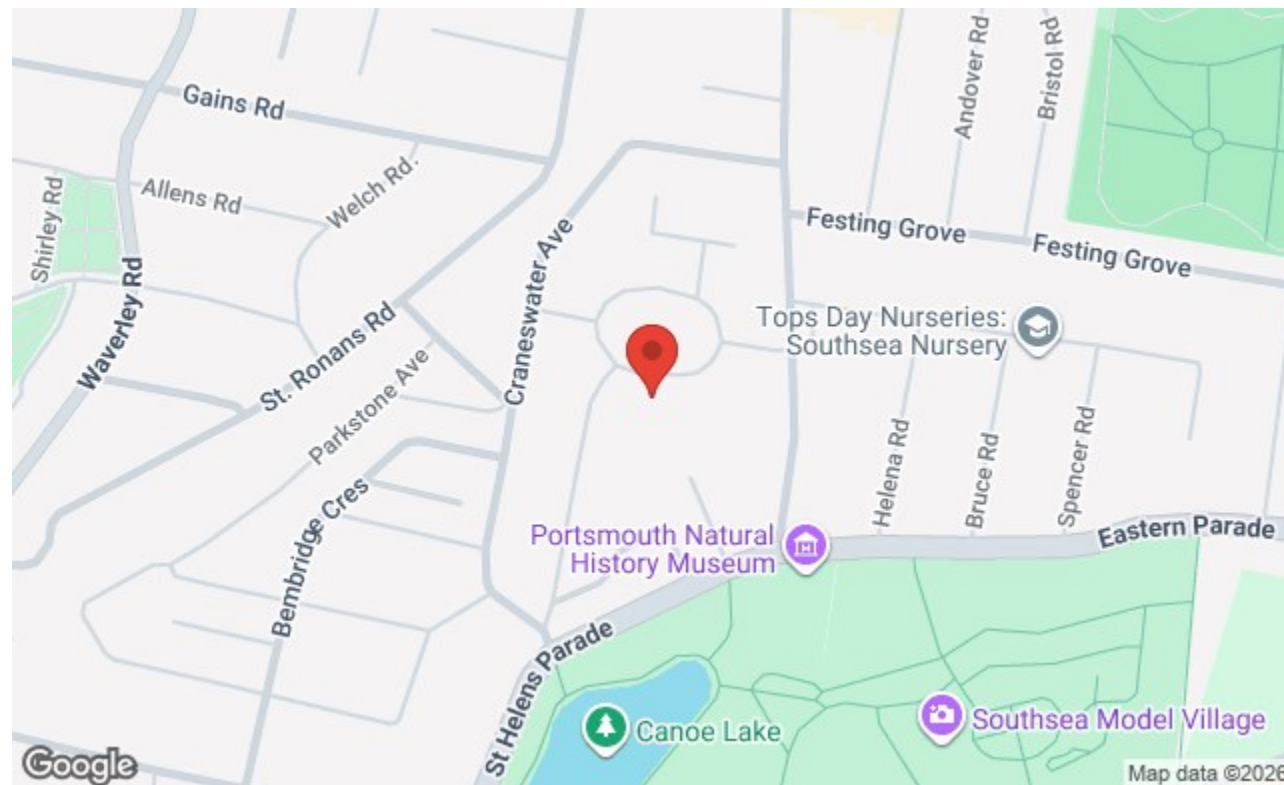 Gains Rd
Andover Rd
Bristol Rd
Allens Rd
Welch Rd.
Shirley Rd
Waverley Rd
Craneswater Ave
Festing Grove
Festing Grove
St. Ronans Rd
Tops Day Nurseries:
Southsea Nursery
Parkstone Ave
Helena Rd
Bruce Rd
Spencer Rd
Bembridge Cres
Portsmouth Natural
History Museum
Eastern Parade
St Helens Parade
Canoe Lake
Southsea Model Village
Google
Map data ©2026